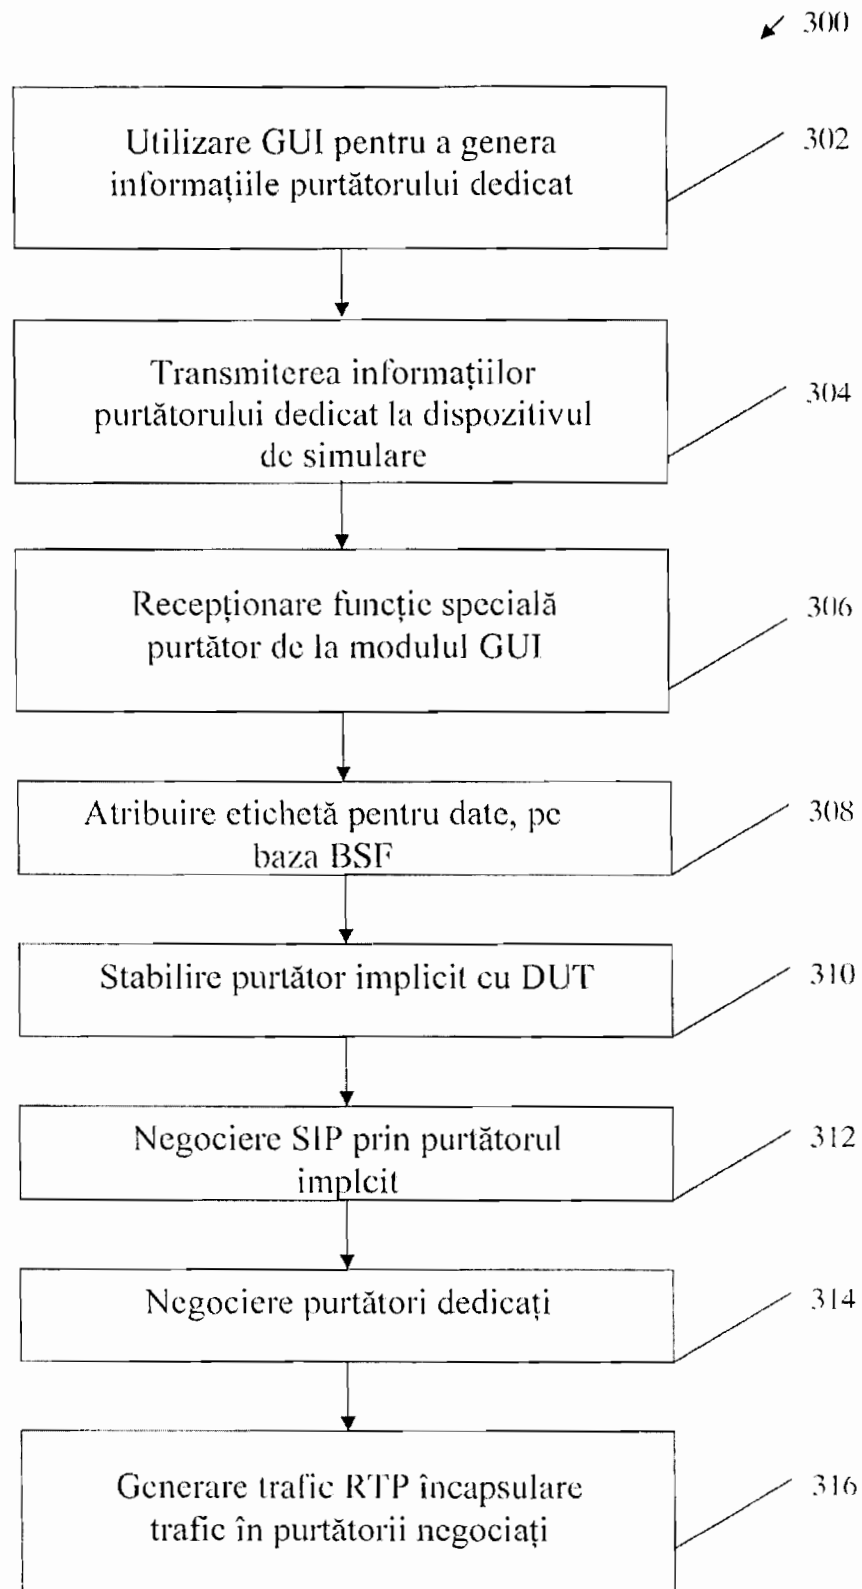 300
Utilizare GUI pentru a genera
informațiile purtătorului dedicat
302
Transmiterea informațiilor
purtătorului dedicat la dispozitivul
de simulare
304
Recepționare funcție specială
purtător de la modulul GUI
306
Atribuire etichetă pentru date, pe
baza BSF
308
Stabilire purtător implicit cu DUT
310
Negociere SIP prin purtătorul
implcit
312
Negociere purtători dedicați
314
Generare trafic RTP încapsulare
trafic în purtătorii negociați
316